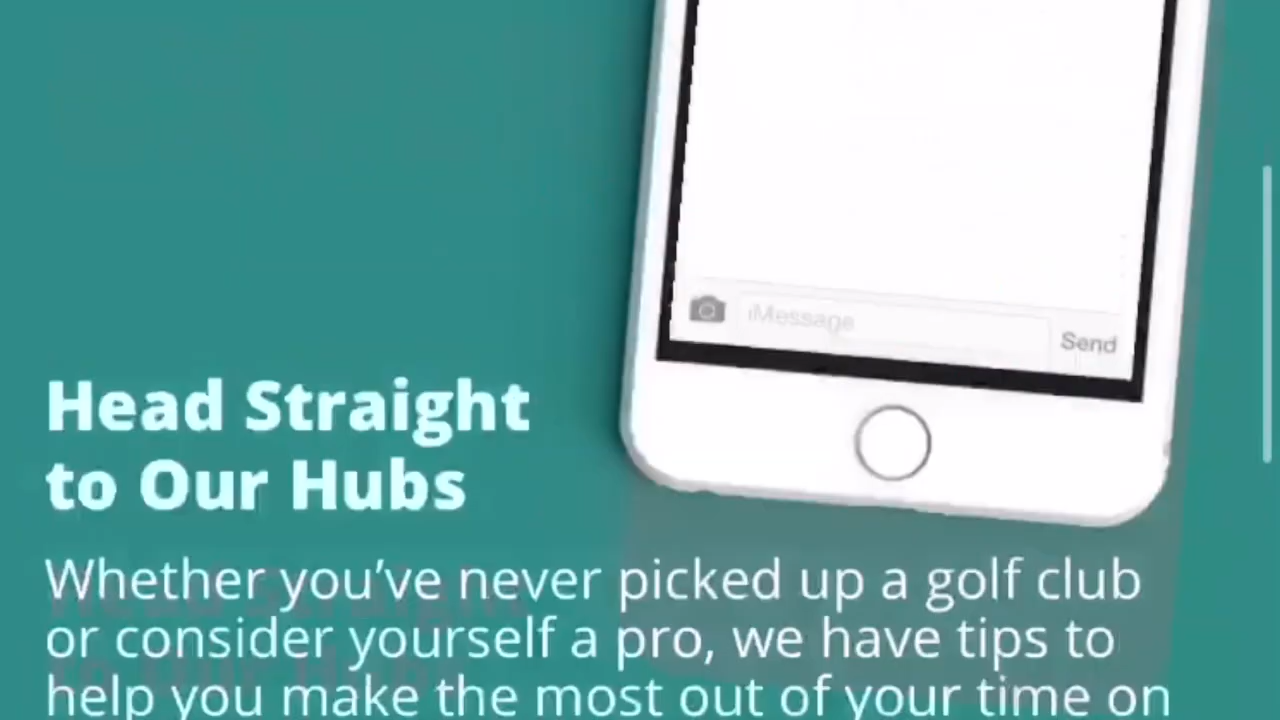 iMessage
Send
Head Straight
to Our Hubs
Whether you’ve never picked up a golf club
or consider yourself a pro, we have tips to
help you make the most out of your time on